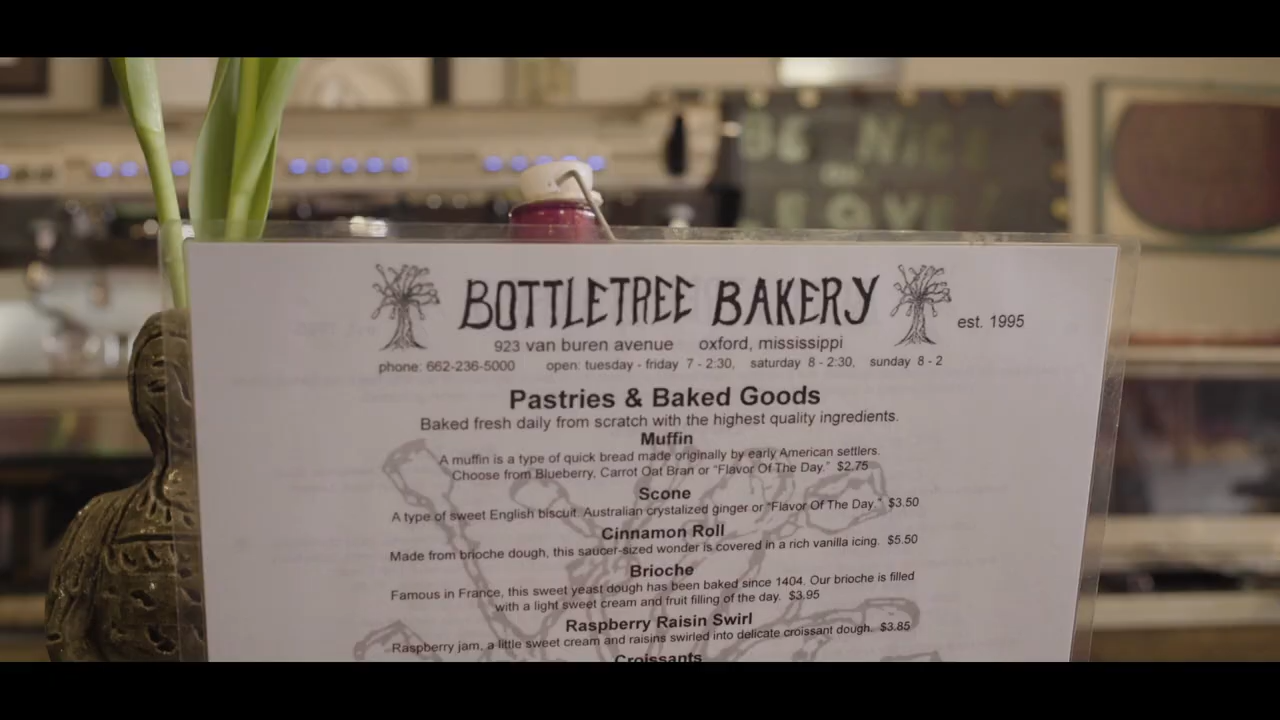 BE NICE
or
LEAVE!
BOTTLETREE BAKERY
est. 1995
923 van buren avenue oxford, mississippi
phone: 662-236-5000 open: tuesday - friday 7 - 2:30, saturday 8 - 2:30, sunday 8 - 2
Pastries & Baked Goods
Baked fresh daily from scratch with the highest quality ingredients.
Muffin
A muffin is a type of quick bread made originally by early American settlers.
Choose from Blueberry, Carrot Oat Bran or "Flavor Of The Day." $2.75
Scone
A type of sweet English biscuit. Australian crystalized ginger or "Flavor Of The Day." $3.50
Cinnamon Roll
Made from brioche dough, this saucer-sized wonder is covered in a rich vanilla icing. $5.50
Brioche
Famous in France, this sweet yeast dough has been baked since 1404. Our brioche is filled
with a light sweet cream and fruit filling of the day. $3.95
Raspberry Raisin Swirl
Raspberry jam, a little sweet cream and raisins swirled into delicate croissant dough. $3.85
Croissants